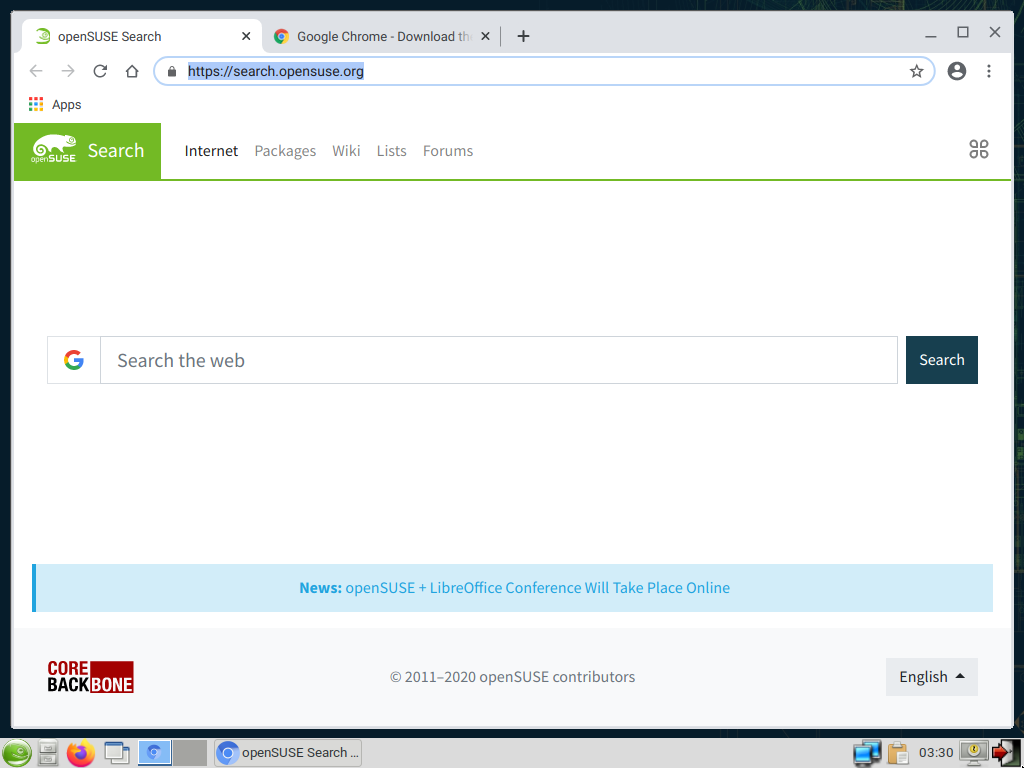 openSUSE Search
Google Chrome - Download th
https://search.opensuse.org
Apps
openSUSE
Search
Internet
Packages
Wiki
Lists
Forums
Search the web
Search
News: openSUSE + LibreOffice Conference Will Take Place Online
CORE
BACKBONE
© 2011–2020 openSUSE contributors
English
openSUSE Search ...
03:30